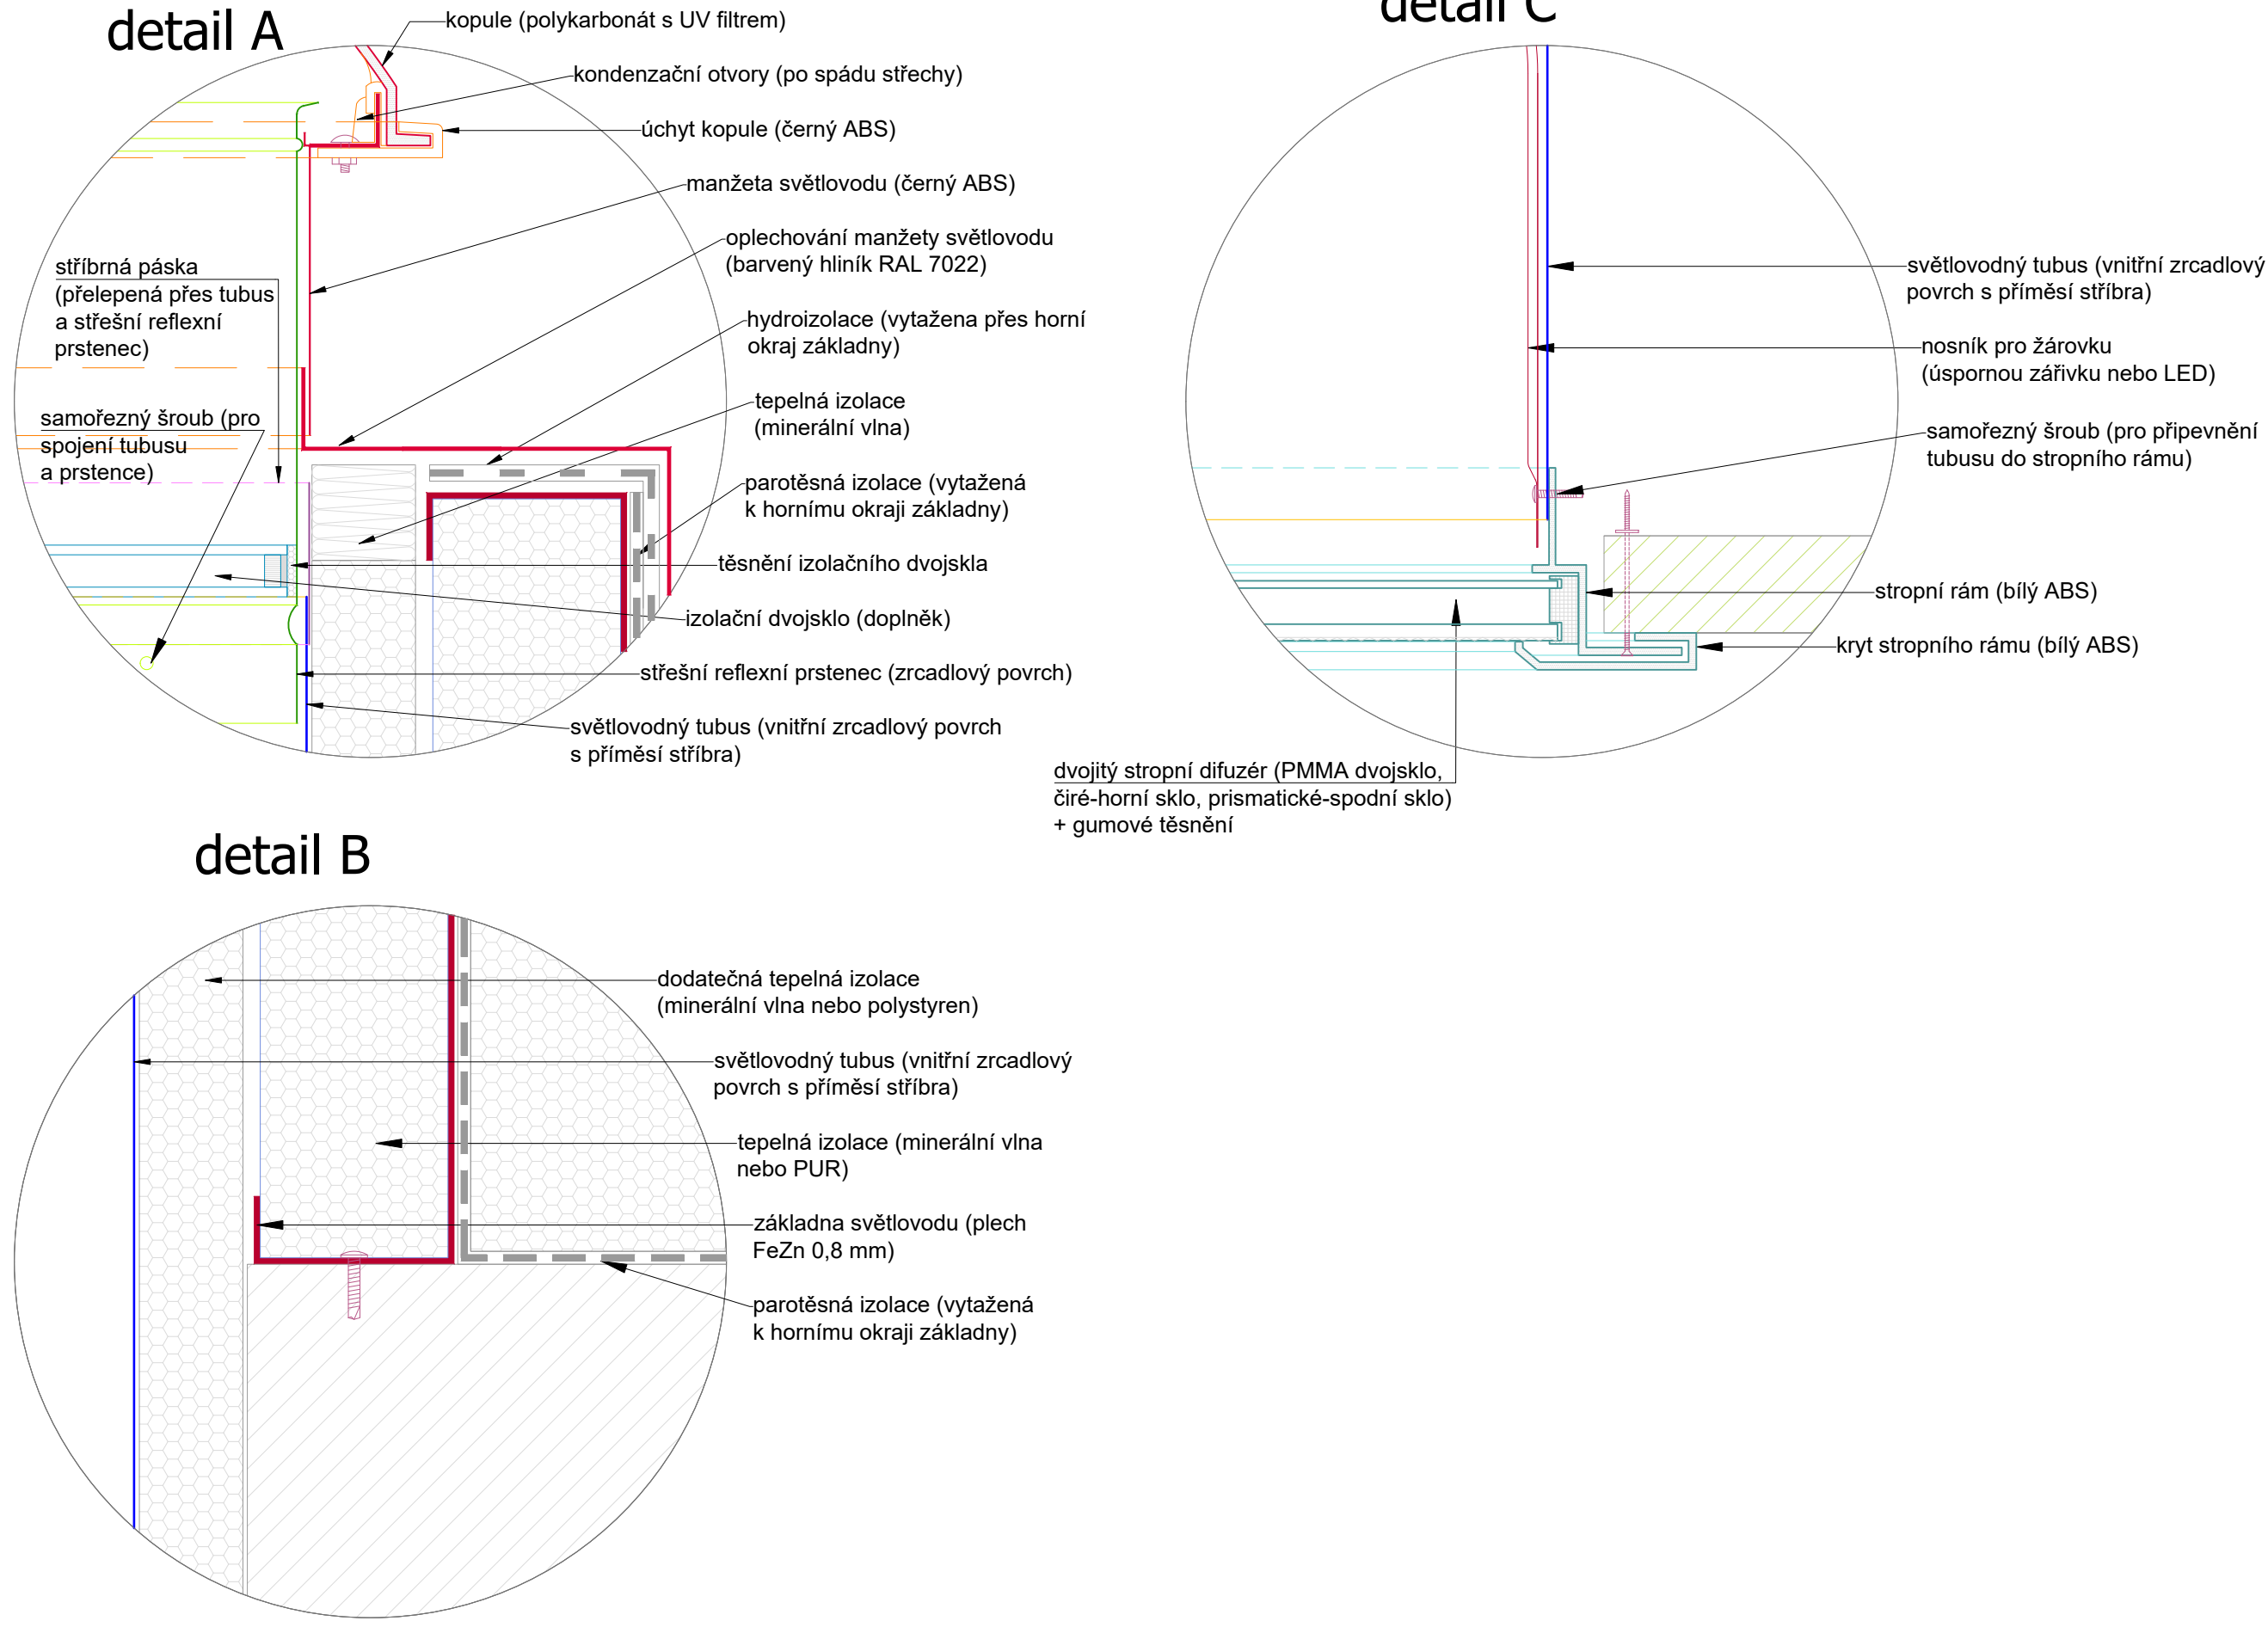 detail A
kopule (polykarbonát s UV filtrem)
kondenzační otvory (po spádu střechy)
úchyt kopule (černý ABS)
manžeta světlovodu (černý ABS)
oplechování manžety světlovodu
(barvený hliník RAL 7022)
hydroizolace (vytažena přes horní
okraj základny)
tepelná izolace
(minerální vlna)
parotěsná izolace (vytažená
k hornímu okraji základny)
těsnění izolačního dvojskla
izolační dvojsklo (doplněk)
střešní reflexní prstenec (zrcadlový povrch)
světlovodný tubus (vnitřní zrcadlový povrch
s příměsí stříbra)
stříbrná páska
(přelepená přes tubus
a střešní reflexní
prstenec)
samořezný šroub (pro
spojení tubusu
a prstence)
detail C
světlovodný tubus (vnitřní zrcadlový
povrch s příměsí stříbra)
nosník pro žárovku
(úspornou zářivku nebo LED)
samořezný šroub (pro připevnění
tubusu do stropního rámu)
stropní rám (bílý ABS)
kryt stropního rámu (bílý ABS)
dvojitý stropní difuzér (PMMA dvojsklo,
čiré-horní sklo, prismatické-spodní sklo)
+ gumové těsnění
detail B
dodatečná tepelná izolace
(minerální vlna nebo polystyren)
světlovodný tubus (vnitřní zrcadlový
povrch s příměsí stříbra)
tepelná izolace (minerální vlna
nebo PUR)
základna světlovodu (plech
FeZn 0,8 mm)
parotěsná izolace (vytažená
k hornímu okraji základny)